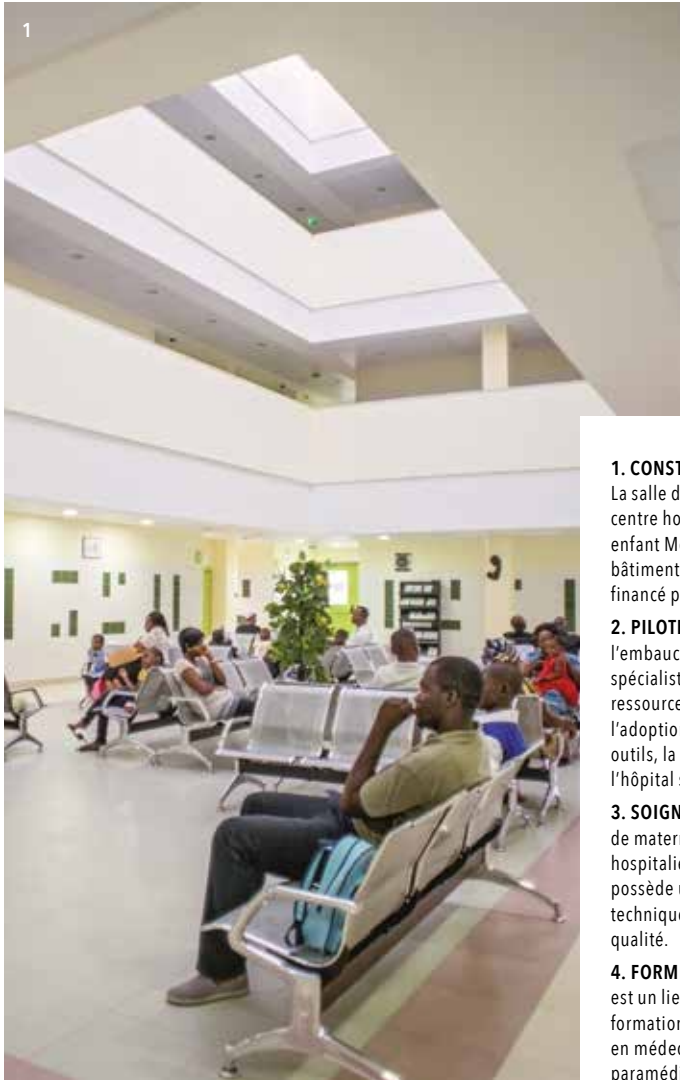 1
1. CONST
La salle d
centre ho
enfant M
bâtiment
financé p
2. PILOT
l'embauc
spécialist
ressource
l'adoptio
outils, la
l'hôpital s
3. SOIGN
de mater
hospitali
possède u
technique
qualité.
4. FORM
est un lie
formation
en médec
paraméd